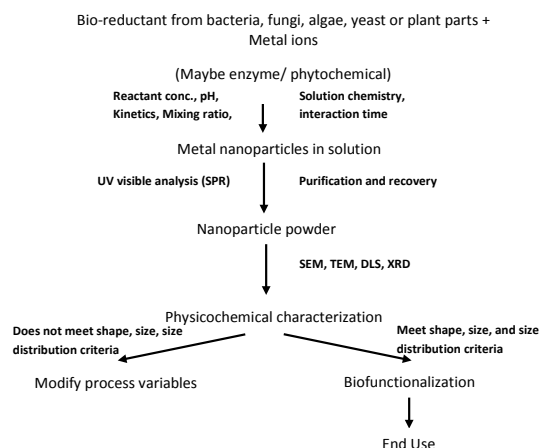 Bio-reductant from bacteria, fungi, algae, yeast or plant parts +
Metal ions
(Maybe enzyme/ phytochemical)
Reactant conc., pH,
Kinetics, Mixing ratio,
Solution chemistry,
interaction time
Metal nanoparticles in solution
UV visible analysis (SPR)
Purification and recovery
Nanoparticle powder
SEM, TEM, DLS, XRD
Physicochemical characterization
Does not meet shape, size, size
distribution criteria
Meet shape, size, and size
distribution criteria
Modify process variables
Biofunctionalization
End Use